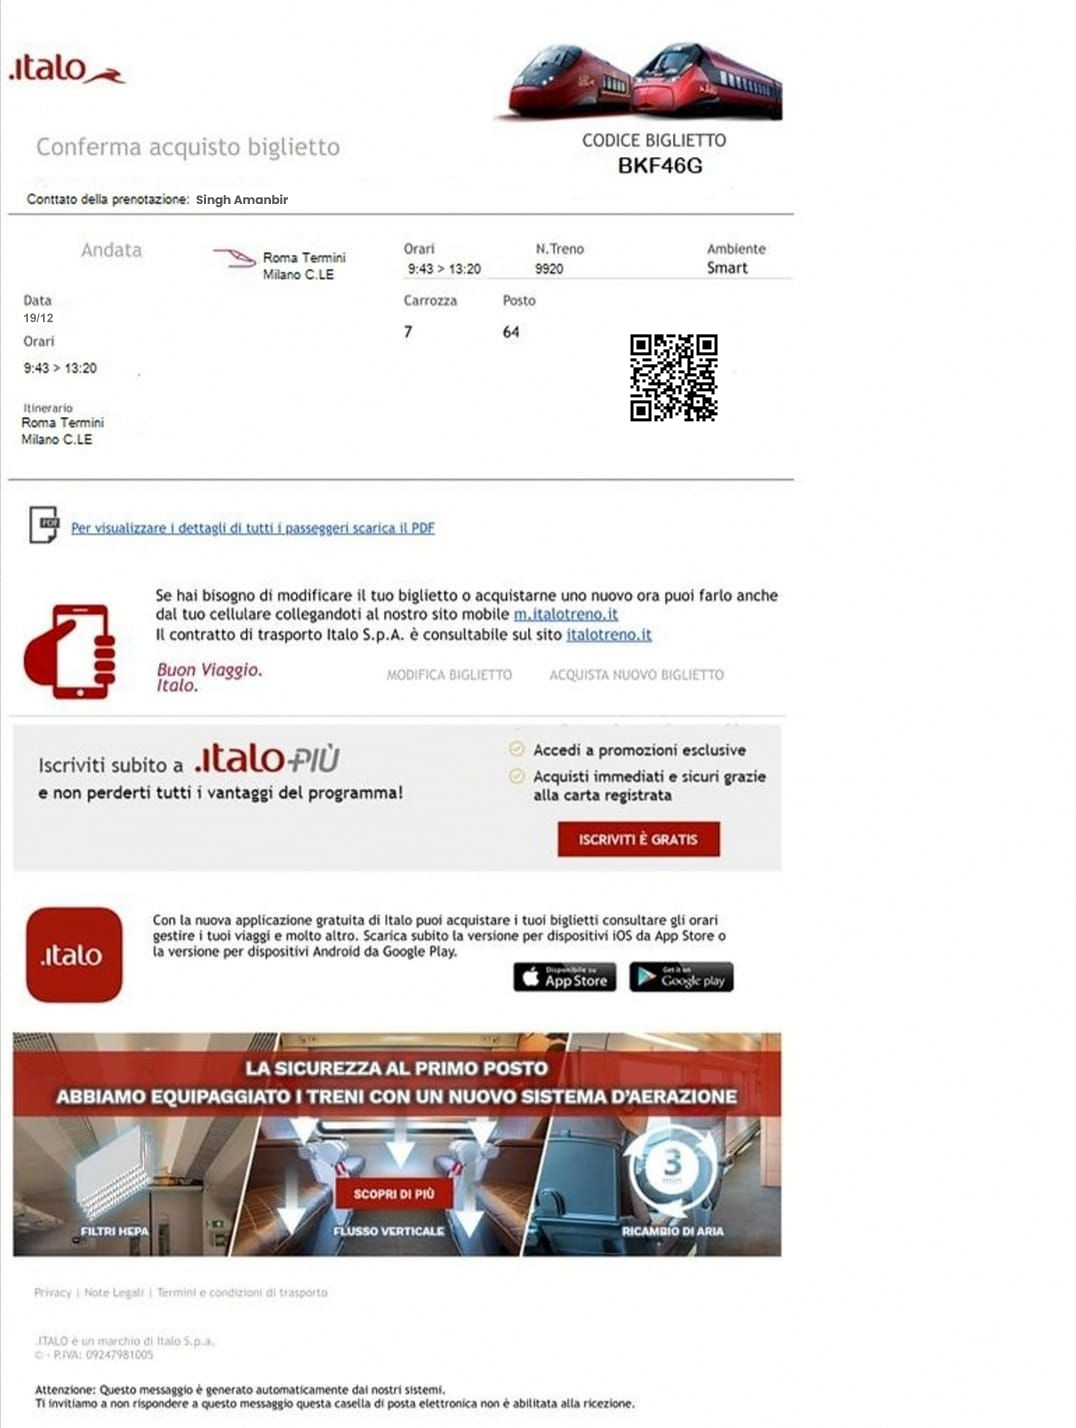 .italo
CODICE BIGLIETTO
BKF46G
Conferma acquisto biglietto
Conttato della prenotazione: Singh Amanbir
Andata
Roma Termini
Milano C.LE
Orari
N.Treno
Ambiente
9:43 > 13:20
9920
Smart
Data
19/12
Carrozza
Posto
7
64
Orari
9:43 > 13:20
Itinerario
Roma Termini
Milano C.LE
PDF
Per visualizzare i dettagli di tutti i passeggeri scarica il PDF
Se hai bisogno di modificare il tuo biglietto o acquistarne uno nuovo ora puoi farlo anche
dal tuo cellulare collegandoti al nostro sito mobile m.italotreno.it
Il contratto di trasporto Italo S.p.A. è consultabile sul sito italotreno.it
Buon Viaggio.
Italo.
MODIFICA BIGLIETTO
ACQUISTA NUOVO BIGLIETTO
Iscriviti subito a .italo PIÙ
e non perderti tutti i vantaggi del programma!
Accedi a promozioni esclusive
Acquisti immediati e sicuri grazie
alla carta registrata
ISCRIVITI È GRATIS
.italo
Con la nuova applicazione gratuita di Italo puoi acquistare i tuoi biglietti consultare gli orari
gestire i tuoi viaggi e molto altro. Scarica subito la versione per dispositivi iOS da App Store o
la versione per dispositivi Android da Google Play.
Disponibile su
App Store
Get it on
Google play
LA SICUREZZA AL PRIMO POSTO
ABBIAMO EQUIPAGGIATO I TRENI CON UN NUOVO SISTEMA D'AERAZIONE
3
min
SCOPRI DI PIÙ
FILTRI HEPA
FLUSSO VERTICALE
RICAMBIO DI ARIA
Privacy | Note Legali | Termini e condizioni di trasporto
.ITALO è un marchio di Italo S.p.a.
© - P.IVA: 09247981005
Attenzione: Questo messaggio è generato automaticamente dai nostri sistemi.
Ti invitiamo a non rispondere a questo messaggio questa casella di posta elettronica non è abilitata alla ricezione.